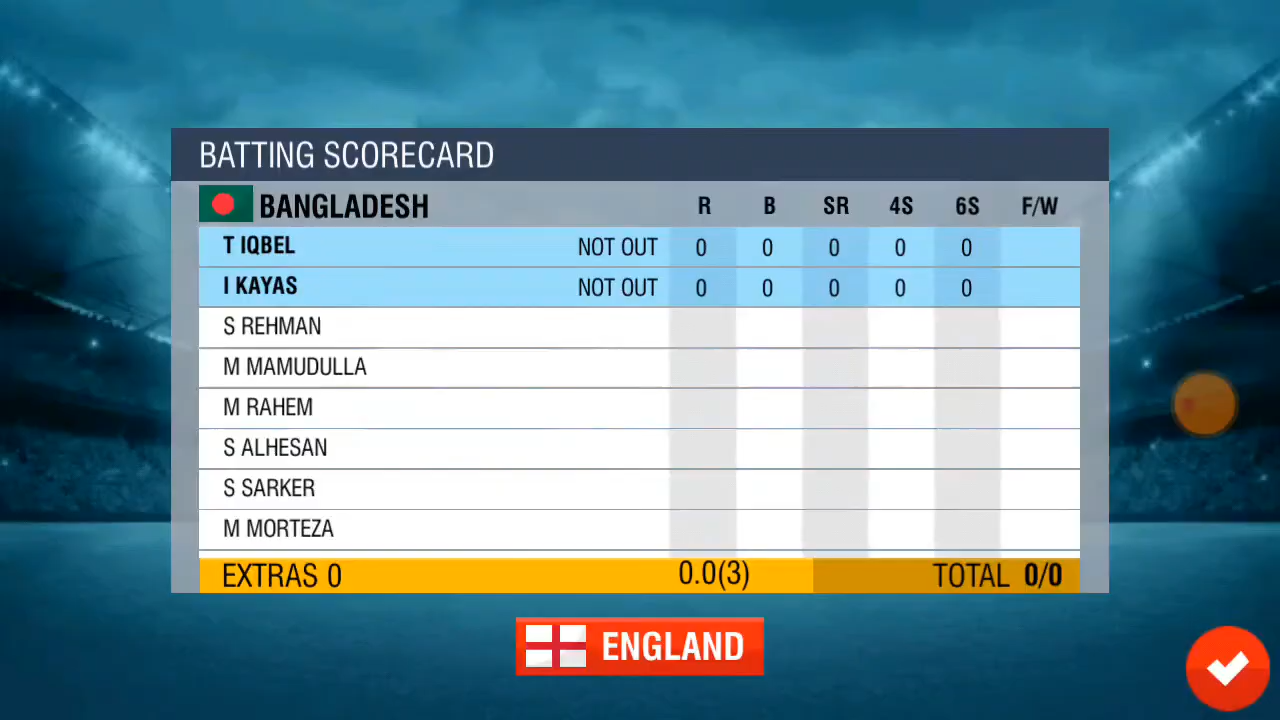 BATTING SCORECARD
BANGLADESH R B SR 4S 6S F/W
T IQBEL NOT OUT 0 0 0 0 0
I KAYAS NOT OUT 0 0 0 0 0
S REHMAN
M MAMUDULLA
M RAHEM
S ALHESAN
S SARKER
M MORTEZA
EXTRAS 0 0.0(3) TOTAL 0/0
ENGLAND